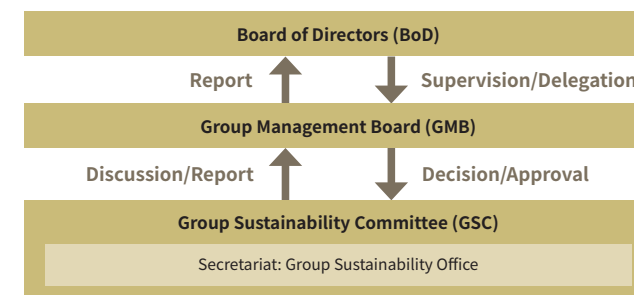 Board of Directors (BoD)
Report
Supervision/Delegation
Group Management Board (GMB)
Discussion/Report
Decision/Approval
Group Sustainability Committee (GSC)
Secretariat: Group Sustainability Office